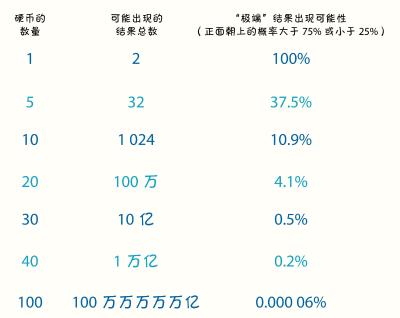 硬币的 可能出现的 “极端”结果出现可能性
数量 结果总数 （正面朝上的概率大于 75% 或小于 25%）
1 2 100%
5 32 37.5%
10 1 024 10.9%
20 100 万 4.1%
30 10 亿 0.5%
40 1 万亿 0.2%
100 100 万万万万万亿 0.000 06%